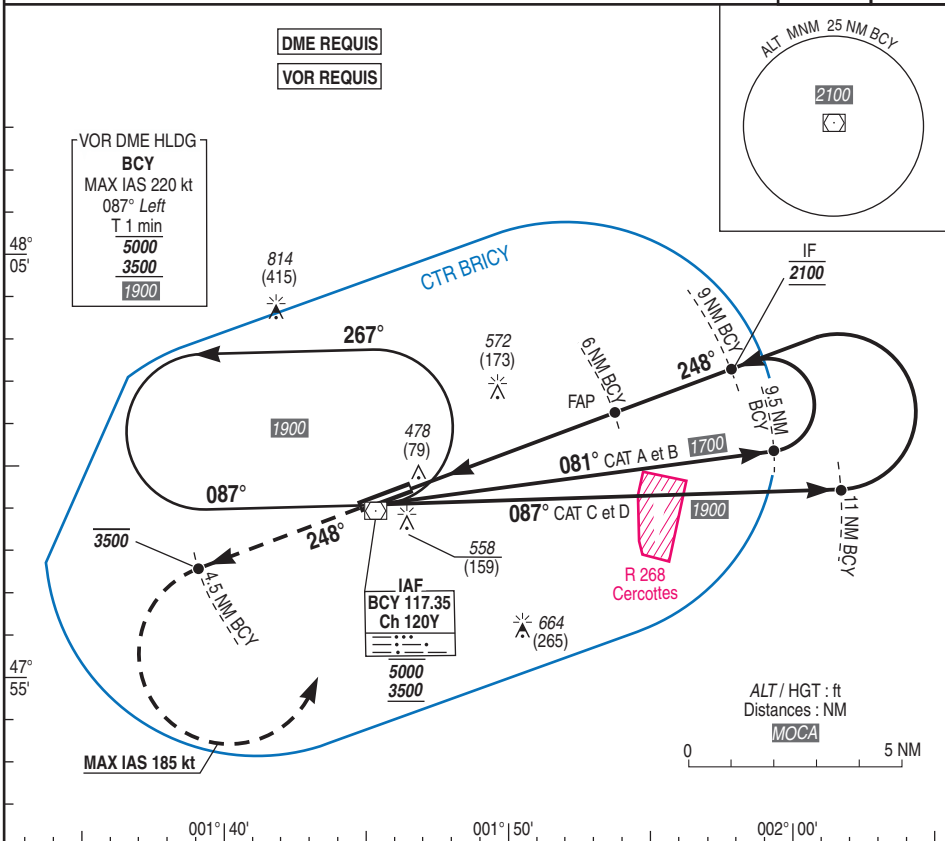 DME REQUIS
VOR REQUIS
ALT MNM 25 NM BCY
2100
VOR DME HLDG
BCY
MAX IAS 220 kt
087° Left
T 1 min
5000
3500
1900
48°
05'
814
(415)
CTR BRICY
IF
2100
9 NM BCY
267°
572
(173)
6 NM BCY
248°
FAP
9.5 NM
BCY
1900
478
(79)
081° CAT A et B 1700
087°
087° CAT C et D 1900
11 NM BCY
3500
248°
558
(159)
4.5 NM BCY
R 268
Cercottes
IAF
BCY 117.35
Ch 120Y
5000
3500
664
(265)
47°
55'
ALT / HGT : ft
Distances : NM
MOCA
0 5 NM
MAX IAS 185 kt
001° 40' 001° 50' 002° 00'